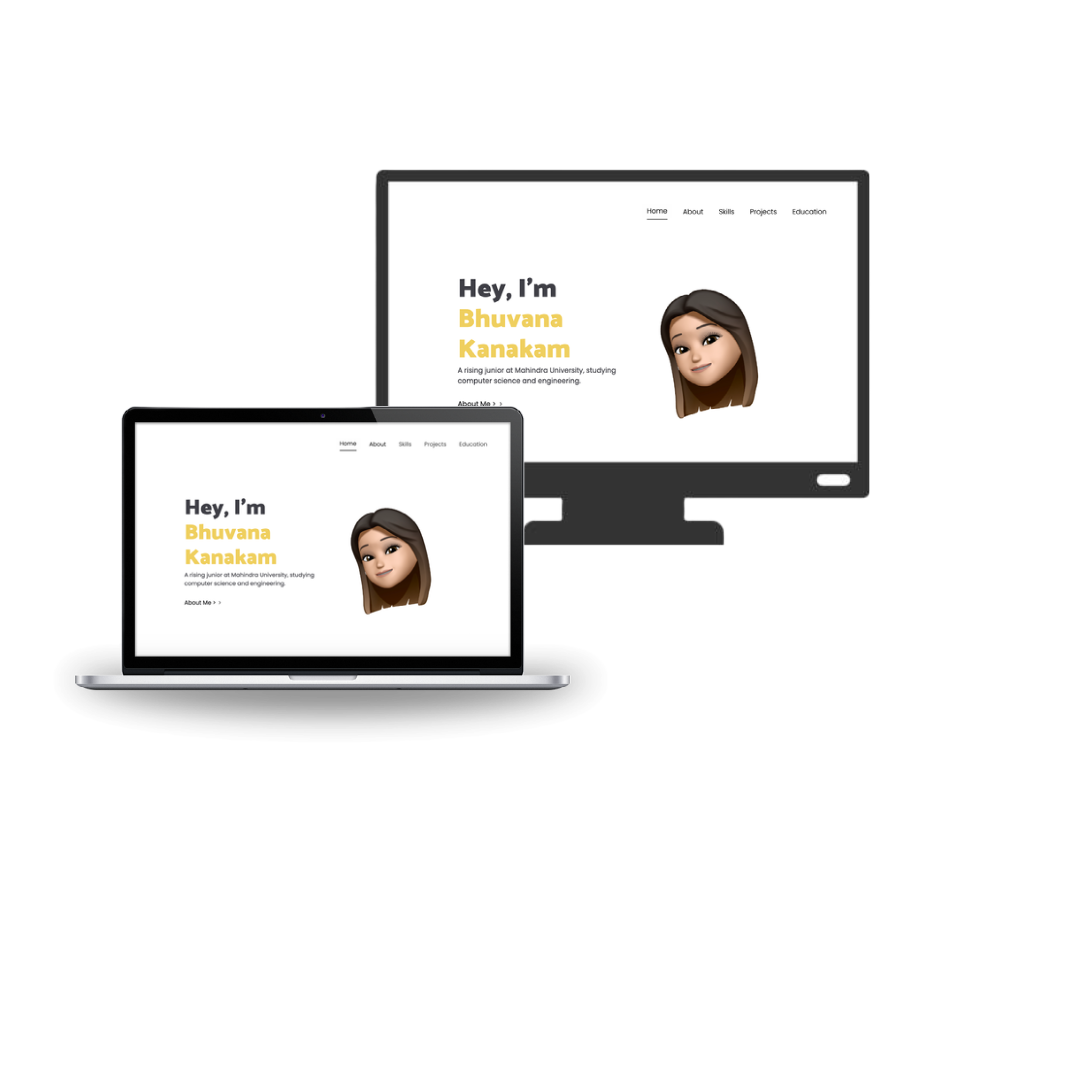 Home About Skills Projects Education
Hey, I'm
Bhuvana
Kanakam
A rising junior at Mahindra University, studying
computer science and engineering.
About Me > >
Home About Skills Projects Education
Hey, I'm
Bhuvana
Kanakam
A rising junior at Mahindra University, studying
computer science and engineering.
About Me > >